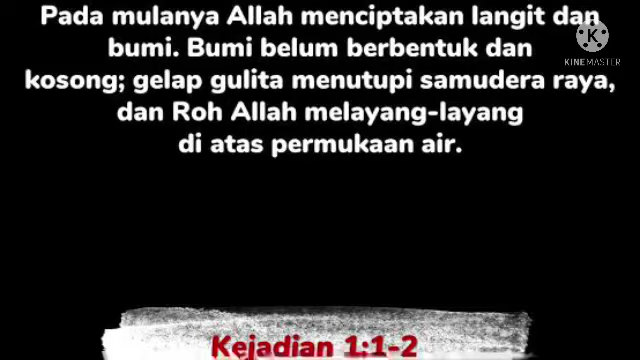 Pada mulanya Allah menciptakan langit dan
bumi. Bumi belum berbentuk dan
kosong; gelap gulita menutupi samudera raya,
dan Roh Allah melayang-layang
di atas permukaan air.
K
KINEMASTER
Kejadian 1:1-2